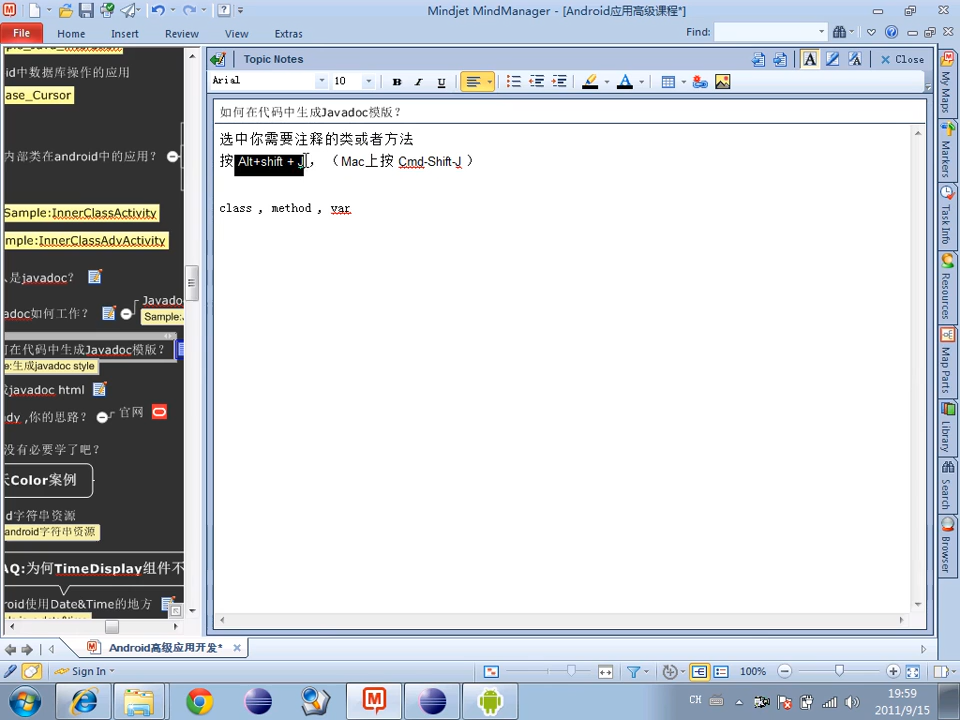 Mindjet MindManager - [Android应用高级课程*]
File Home Insert Review View Extras Find:
Topic Notes Close
Arial 10 B I U
如何在代码中生成Javadoc模版?
选中你需要注释的类或者方法
按 Alt+shift + J , （Mac上按 Cmd-Shift-J ）
class , method , var
id中数据库操作的用
ase_Cursor
内部类在android中的应用?
Sample:InnerClassActivity
mple:InnerClassAdvActivity
是javadoc?
Javado
adoc如何工作?
Sample:
在代码中生成Javadoc模版?
e:生成javadoc style
javadoc html
dy ,你的思路? 官网
没有必要学了吧?
Color案例
d字符串资源
android字符串资源
AQ:为何TimeDisplay组件不
roid使用Date&Time的地方
My Maps
Markers
Task Info
Resources
Map Parts
Library
Search
Browser
Android高级应用开发*
Sign In 100%
CH 19:59
2011/9/15